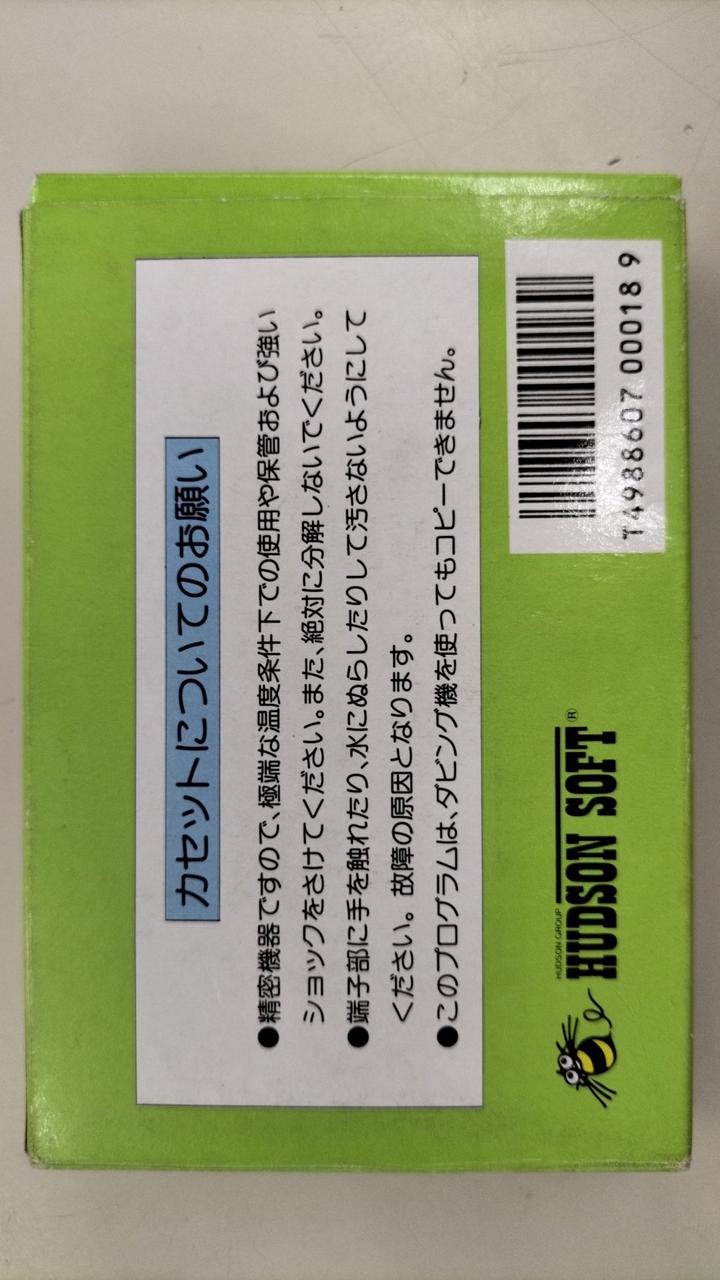 カセットについてのお願い
●精密機器ですので、極端な温度条件下での使用や保管および強い
ショックをさけてください。また、絶対に分解しないでください。
●端子部に手を触れたり、水にぬらしたりして汚さないようにして
ください。故障の原因となります。
●このプログラムは、ダビング機を使ってもコピーできません。
HUDSON GROUP
HUDSON SOFT®
T4988607 00018 9